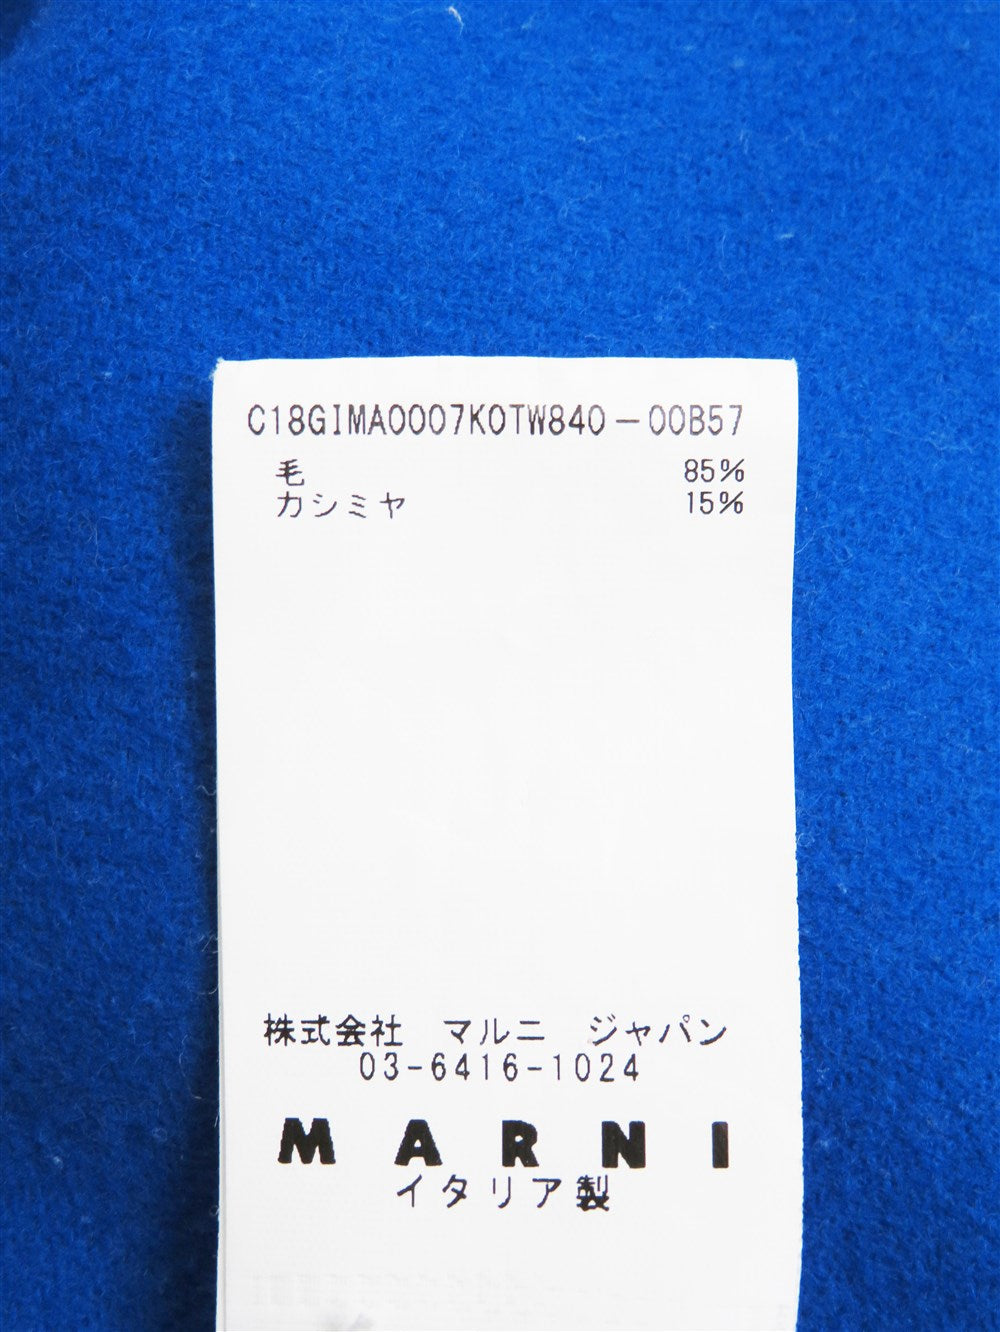 C18GIMA0007K0TW840-00B57
毛 85%
カシミヤ 15%
株式会社 マルニ ジャパン
03-6416-1024
MARNI
イタリア製